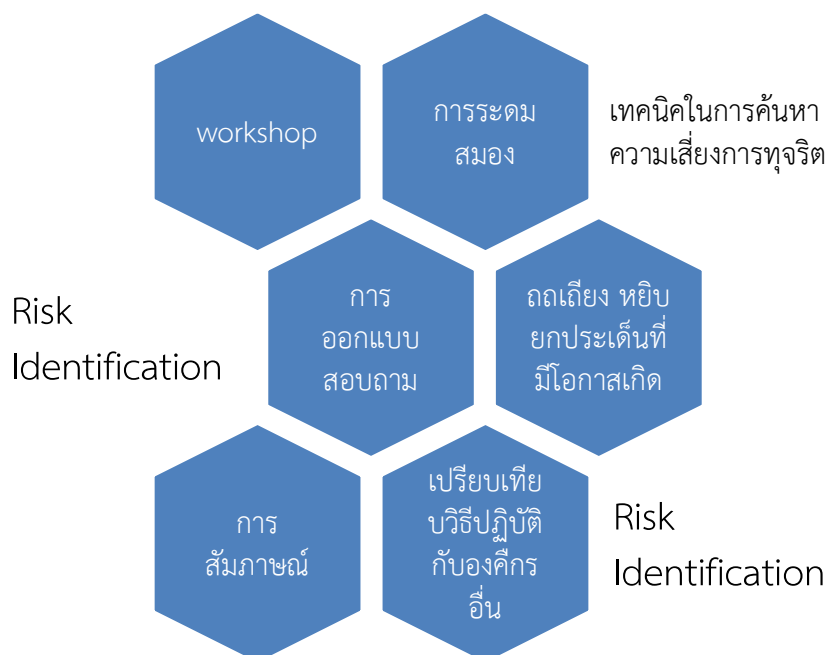 workshop
การระดม
สมอง
เทคนิคในการค้นหา
ความเสี่ยงการทุจริต
Risk
Identification
การ
ออกแบบ
สอบถาม
ถถเถียง หยิบ
ยกประเด็นที่
มีโอกาสเกิด
การ
สัมภาษณ์
เปรียบเทีย
บวิธีปฏิบัติ
กับองคืกร
อื่น
Risk
Identification